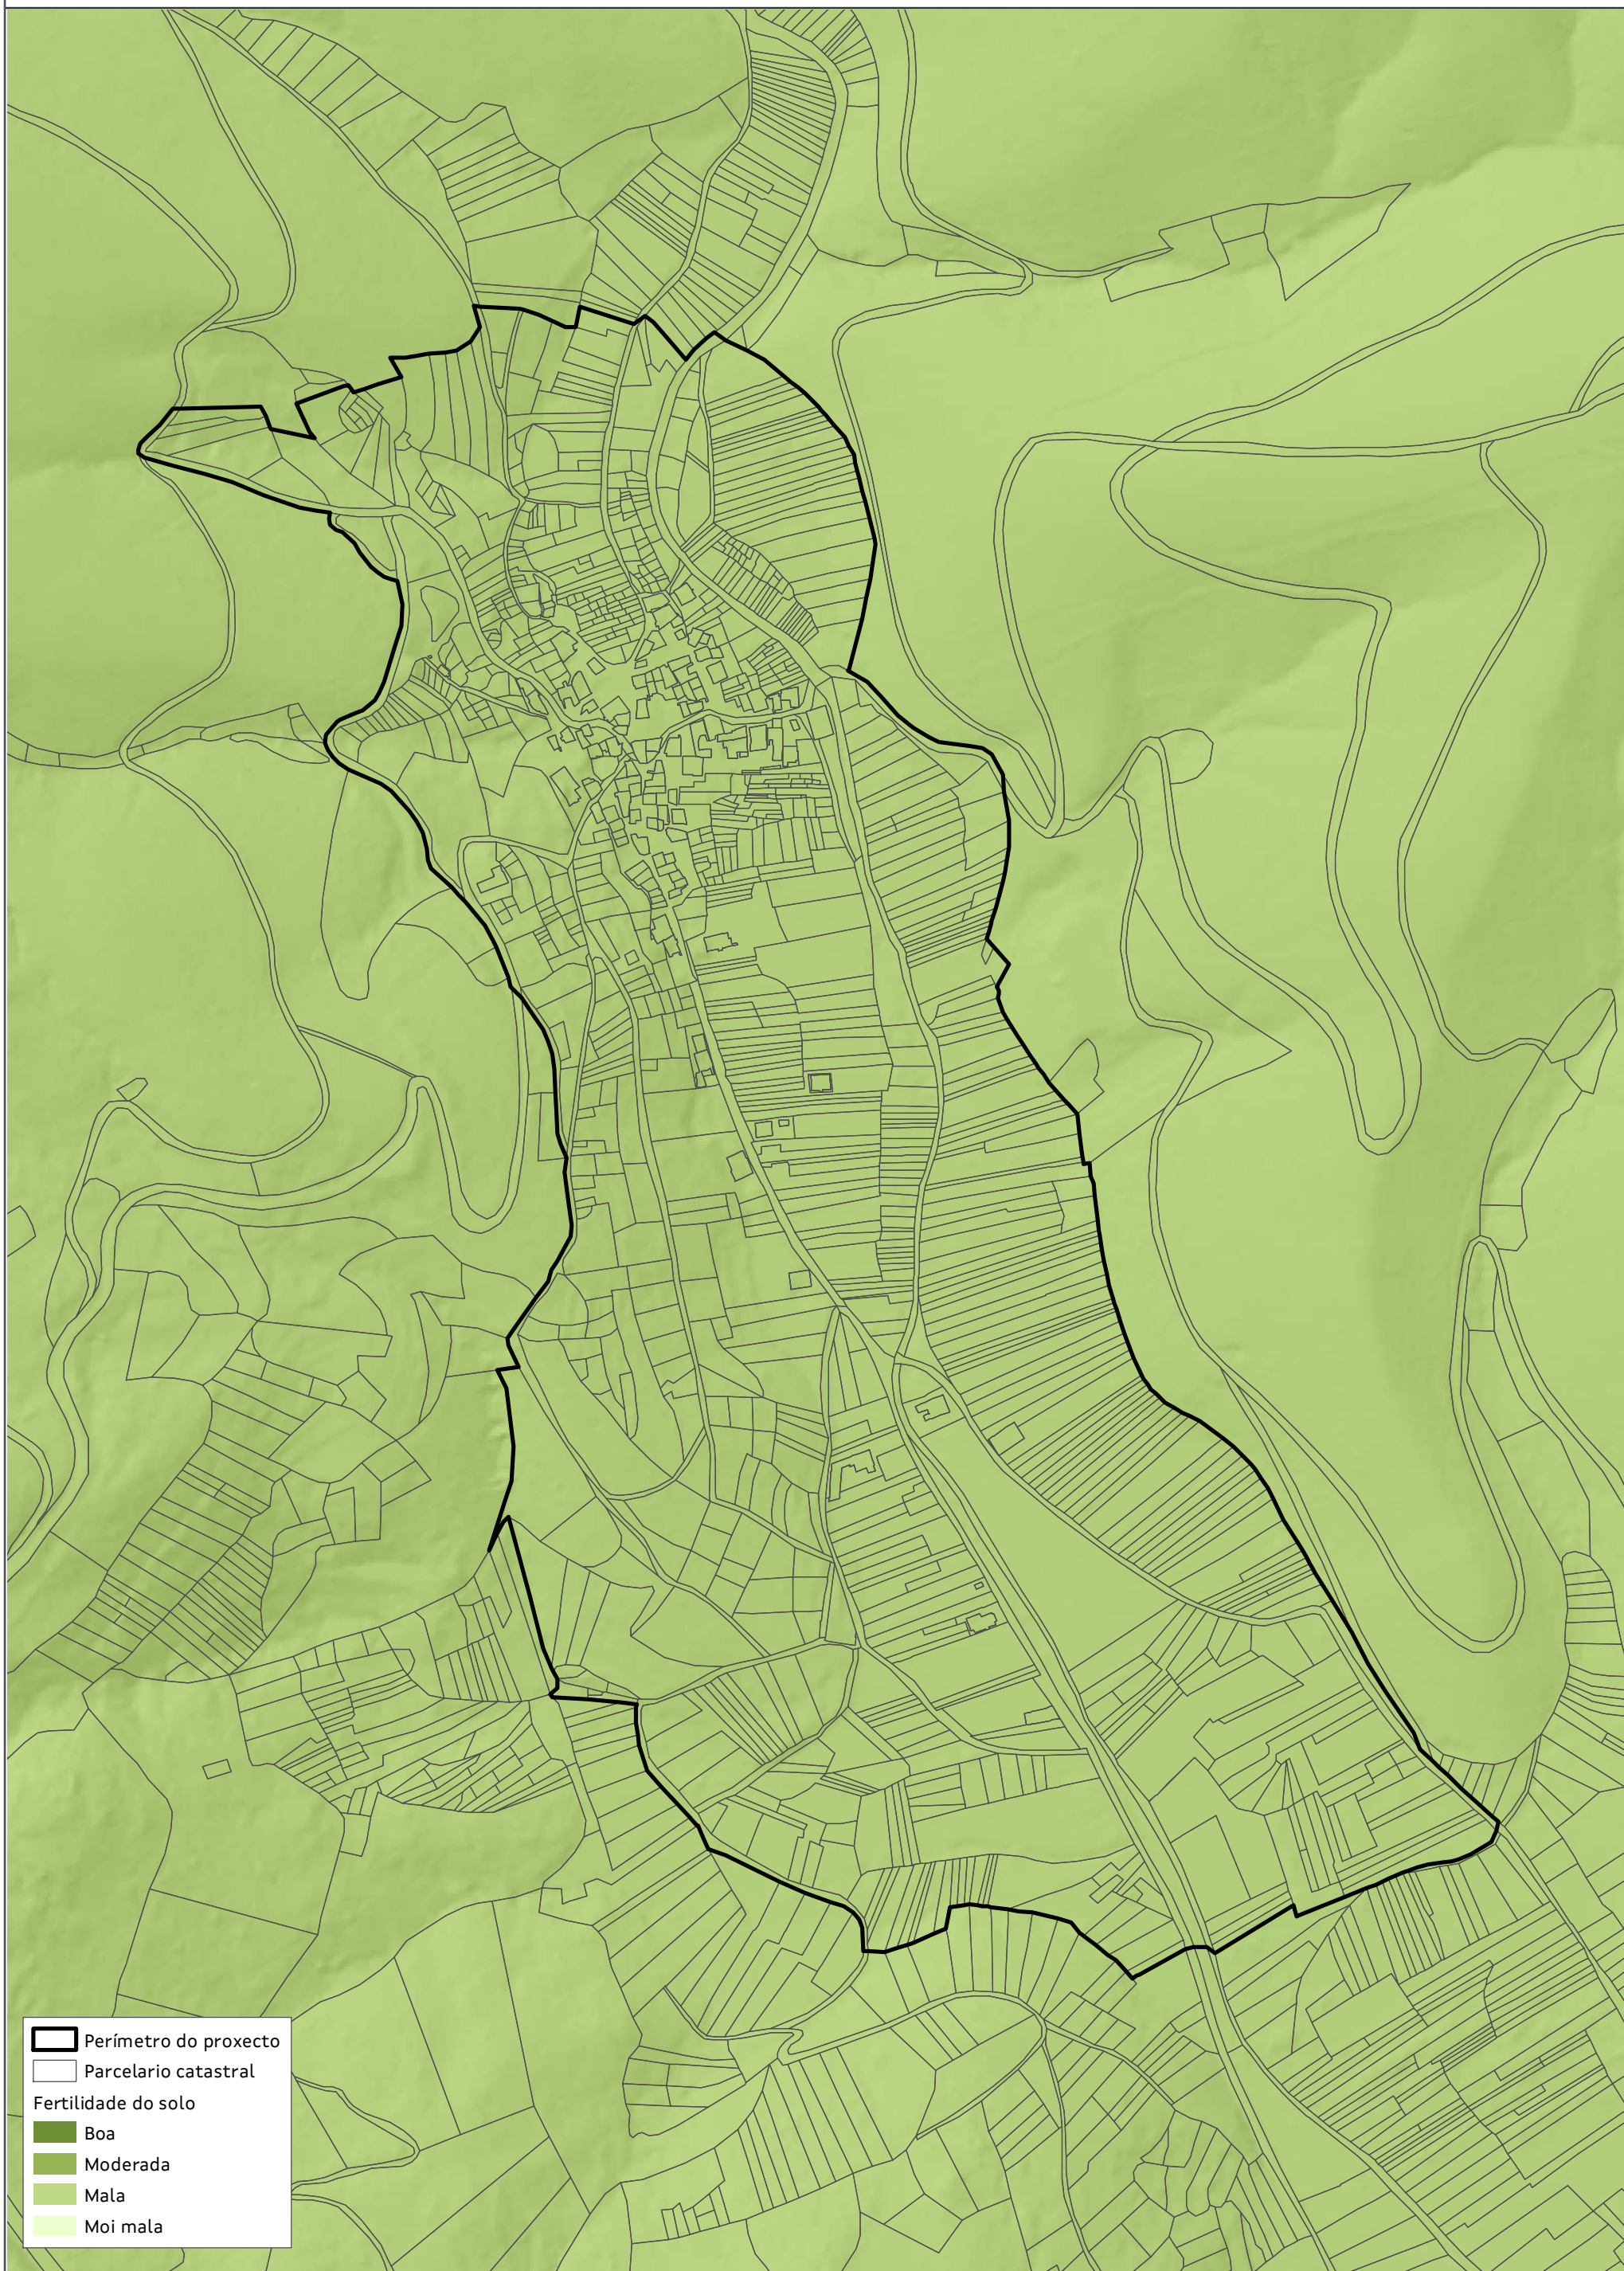 Perímetro do proxecto
Parcelario catastral
Fertilidade do solo
Boa
Moderada
Mala
Moi mala